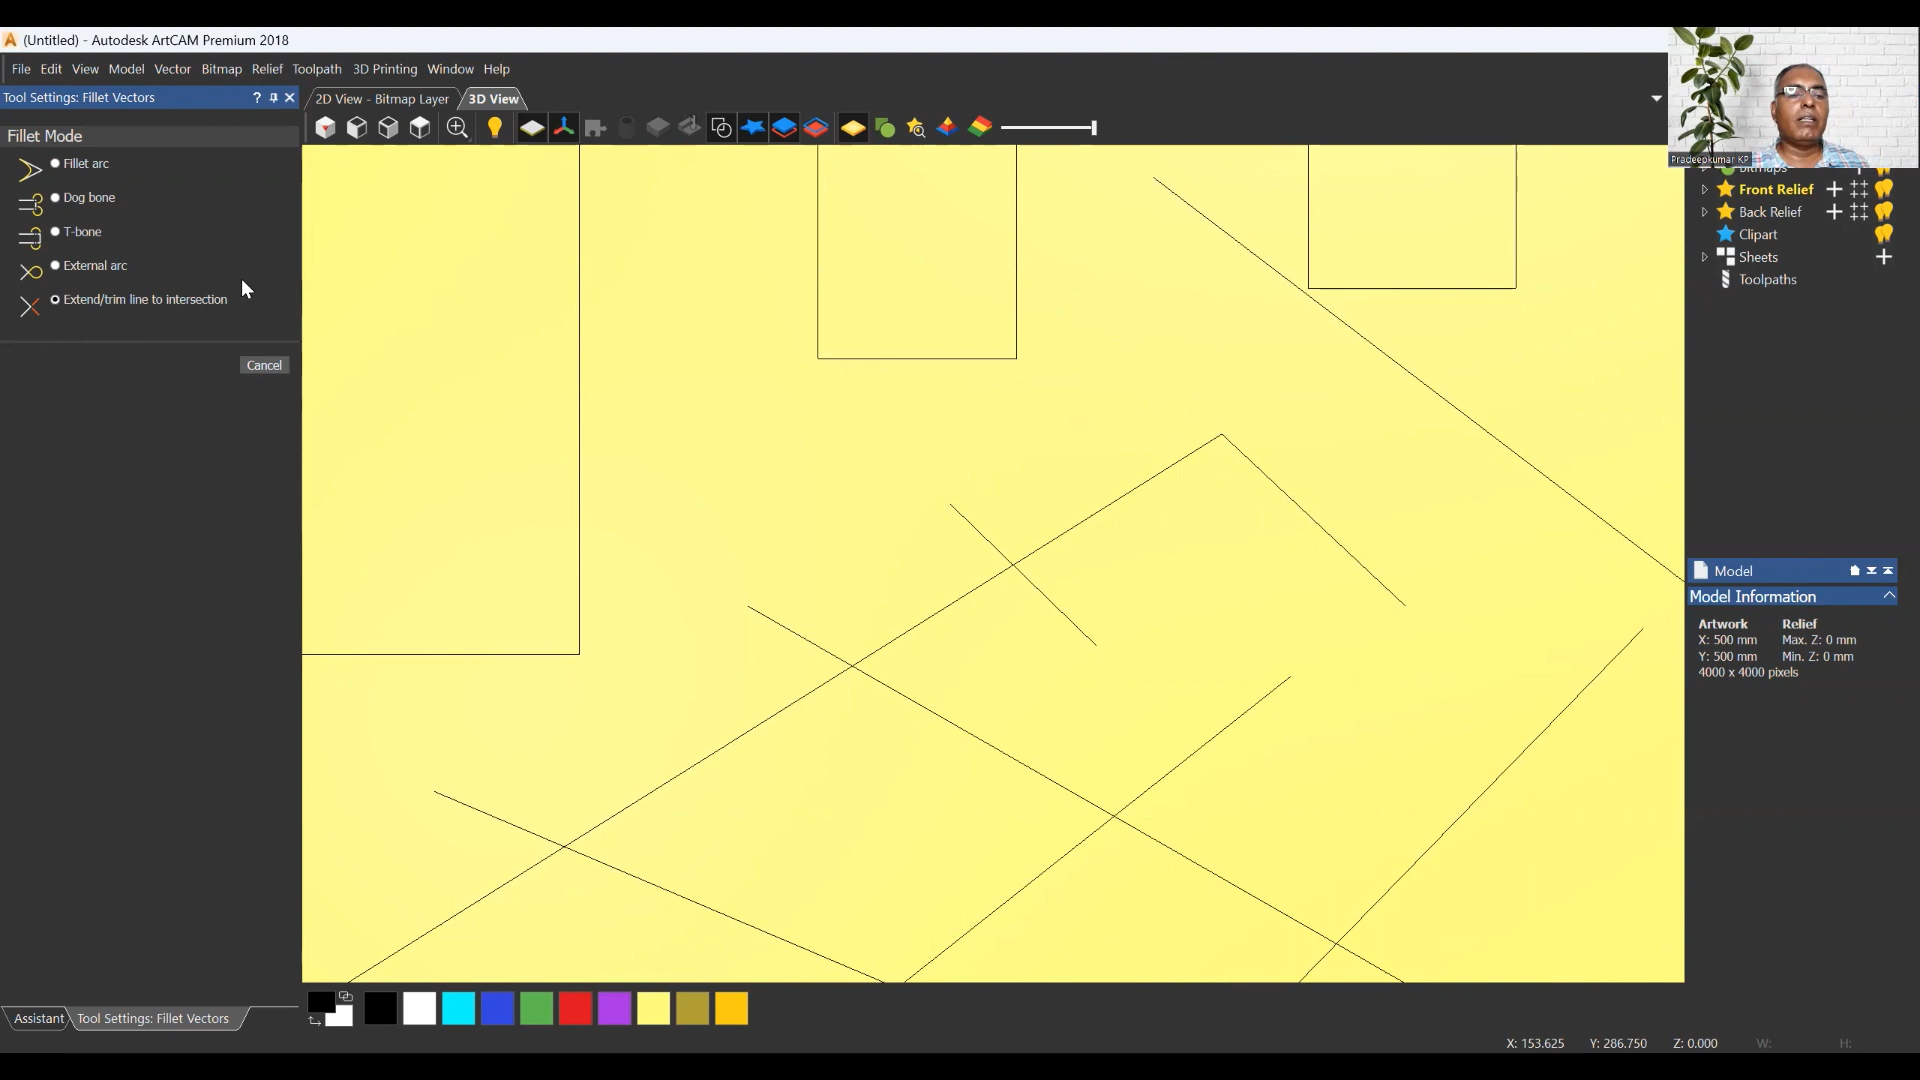 (Untitled) - Autodesk ArtCAM Premium 2018
File Edit View Model Vector Bitmap Relief Toolpath 3D Printing Window Help
Tool Settings: Fillet Vectors ?
2D View - Bitmap Layer 3D View
Fillet Mode
Fillet arc
Dog bone
T-bone
External arc
Extend/trim line to intersection
Cancel
Pradeepkumar KP
Bitmaps
Front Relief
Back Relief
Clipart
Sheets
Toolpaths
Model
Model Information
Artwork Relief
X: 500 mm Max. Z: 0 mm
Y: 500 mm Min. Z: 0 mm
4000 x 4000 pixels
Assistant Tool Settings: Fillet Vectors
X: 153.625 Y: 286.750 Z: 0.000 W: H: